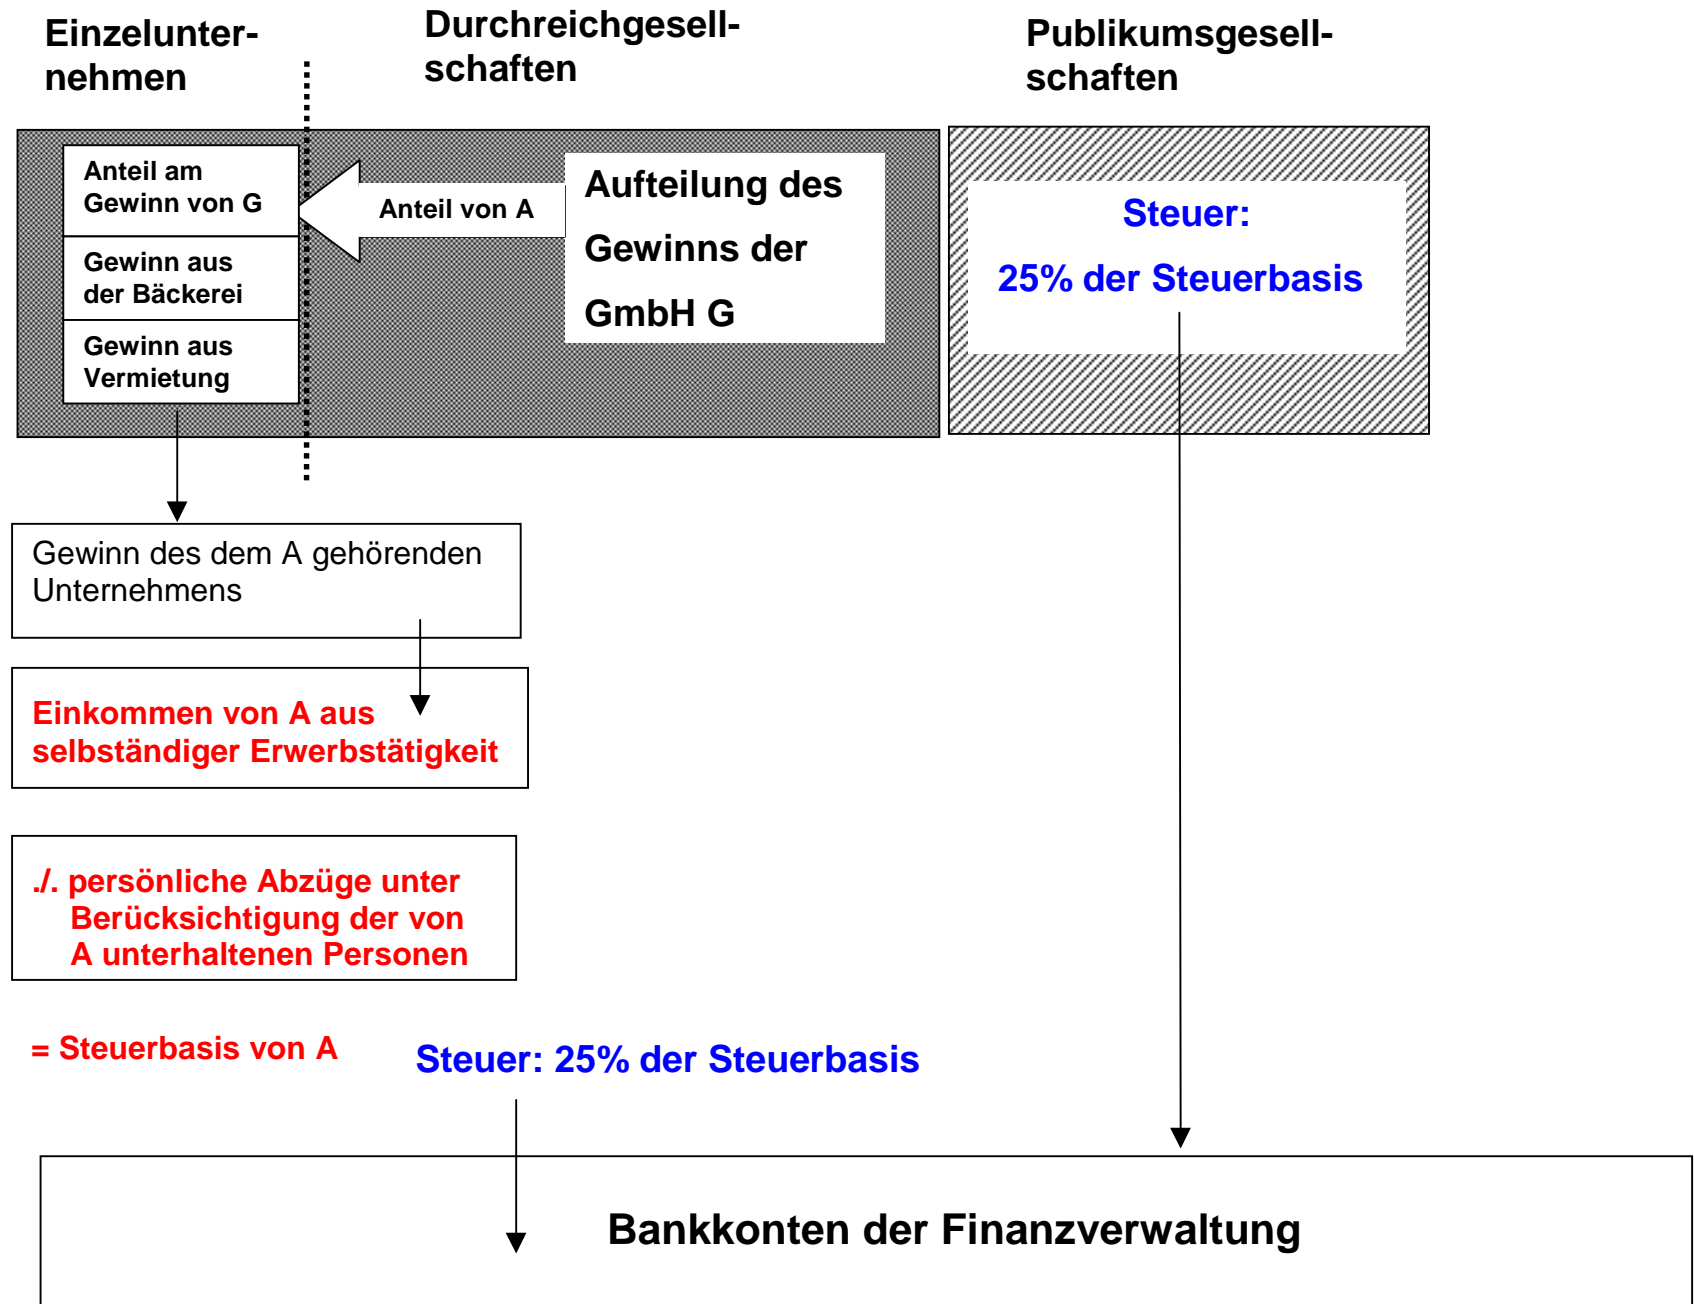 Einzelunter-
nehmen
Durchreichgesell-
schaften
Publikumsgesell-
schaften
Anteil am
Gewinn von G
Gewinn aus
der Bäckerei
Gewinn aus
Vermietung
Anteil von A
Aufteilung des
Gewinns der
GmbH G
Steuer:
25% der Steuerbasis
Gewinn des dem A gehörenden
Unternehmens
Einkommen von A aus
selbständiger Erwerbstätigkeit
./. persönliche Abzüge unter
Berücksichtigung der von
A unterhaltenen Personen
= Steuerbasis von A
Steuer: 25% der Steuerbasis
Bankkonten der Finanzverwaltung